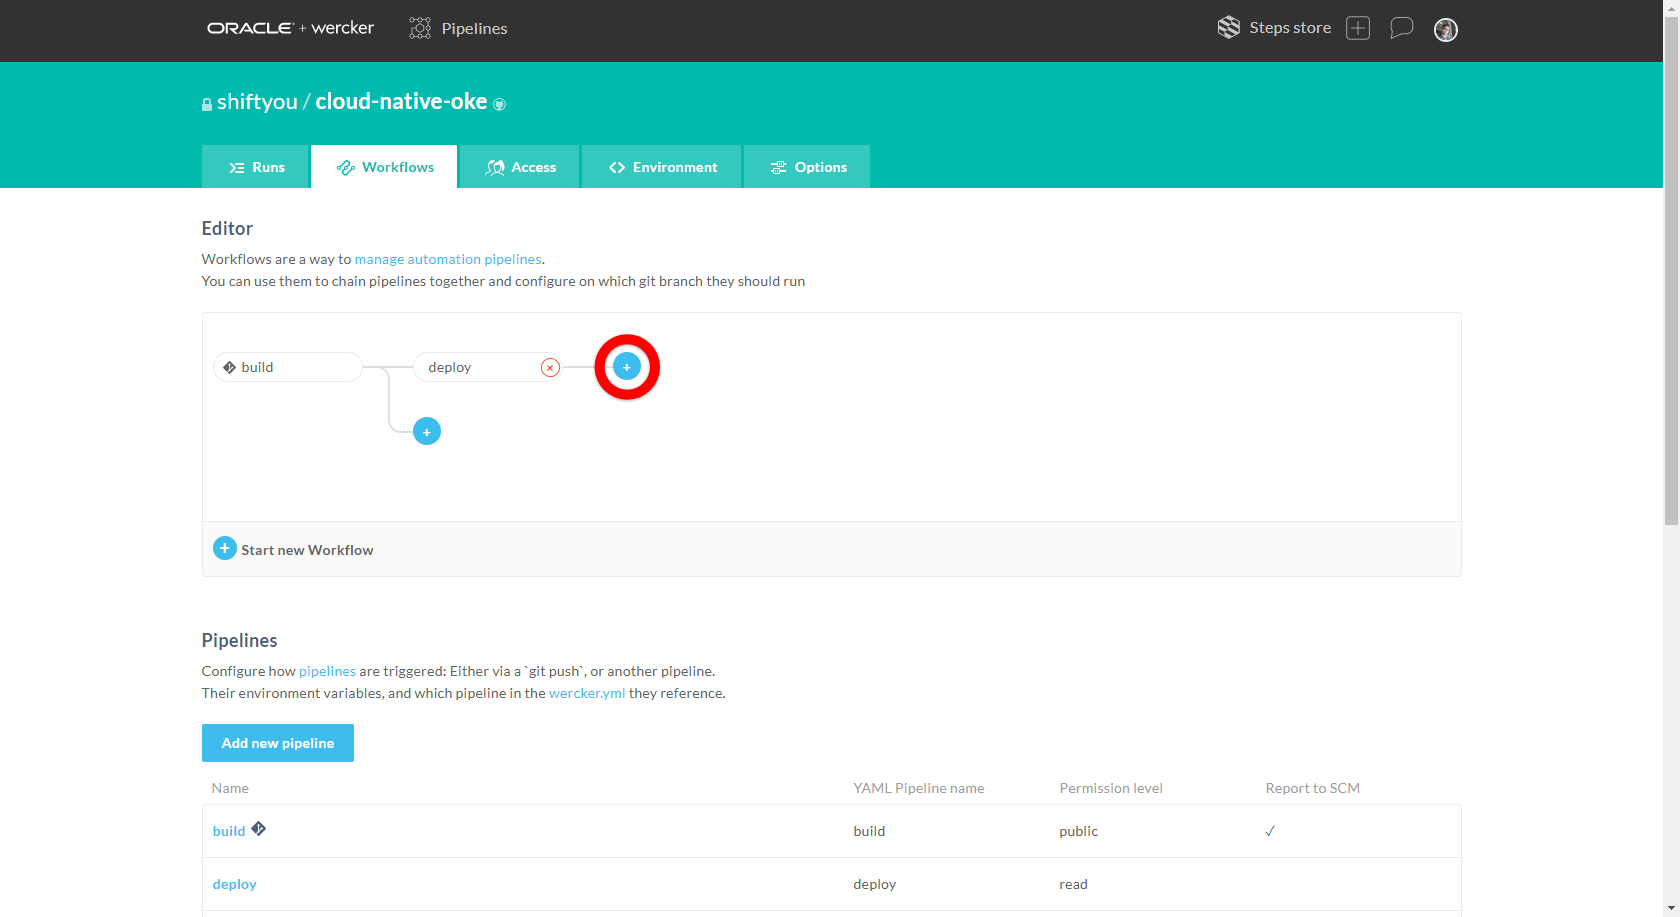 ORACLE + wercker Pipelines Steps store
shiftyou / cloud-native-oke
Runs Workflows Access Environment Options
Editor
Workflows are a way to manage automation pipelines.
You can use them to chain pipelines together and configure on which git branch they should run
build deploy
Start new Workflow
Pipelines
Configure how pipelines are triggered: Either via a `git push`, or another pipeline.
Their environment variables, and which pipeline in the wercker.yml they reference.
Add new pipeline
Name YAML Pipeline name Permission level Report to SCM
build build public ✓
deploy deploy read